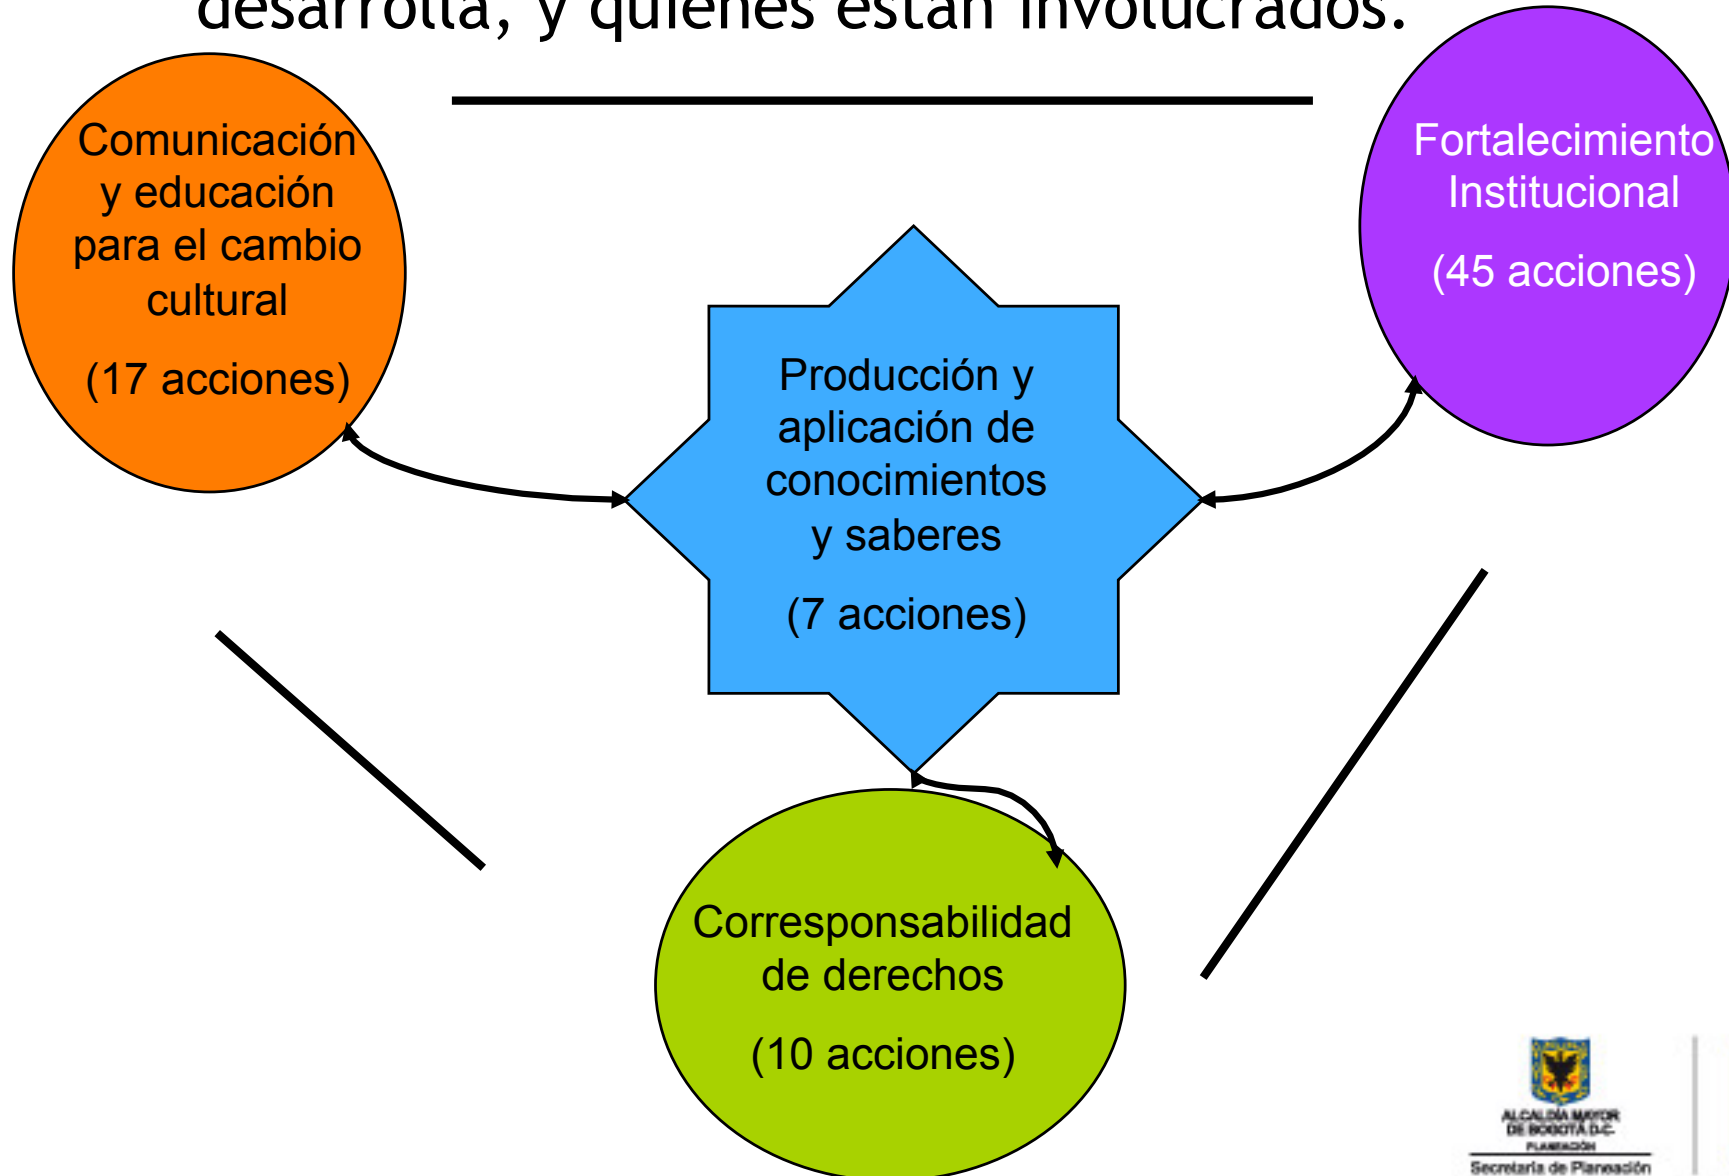 desarrolla, y quienes están involucrados.
Comunicación
y educación
para el cambio
cultural
(17 acciones)
Fortalecimiento
Institucional
(45 acciones)
Producción y
aplicación de
conocimientos
y saberes
(7 acciones)
Corresponsabilidad
de derechos
(10 acciones)
ALCALDÍA MAYOR
DE BOGOTÁ D.C.
PLANEACIÓN
Secretaría de Planeación